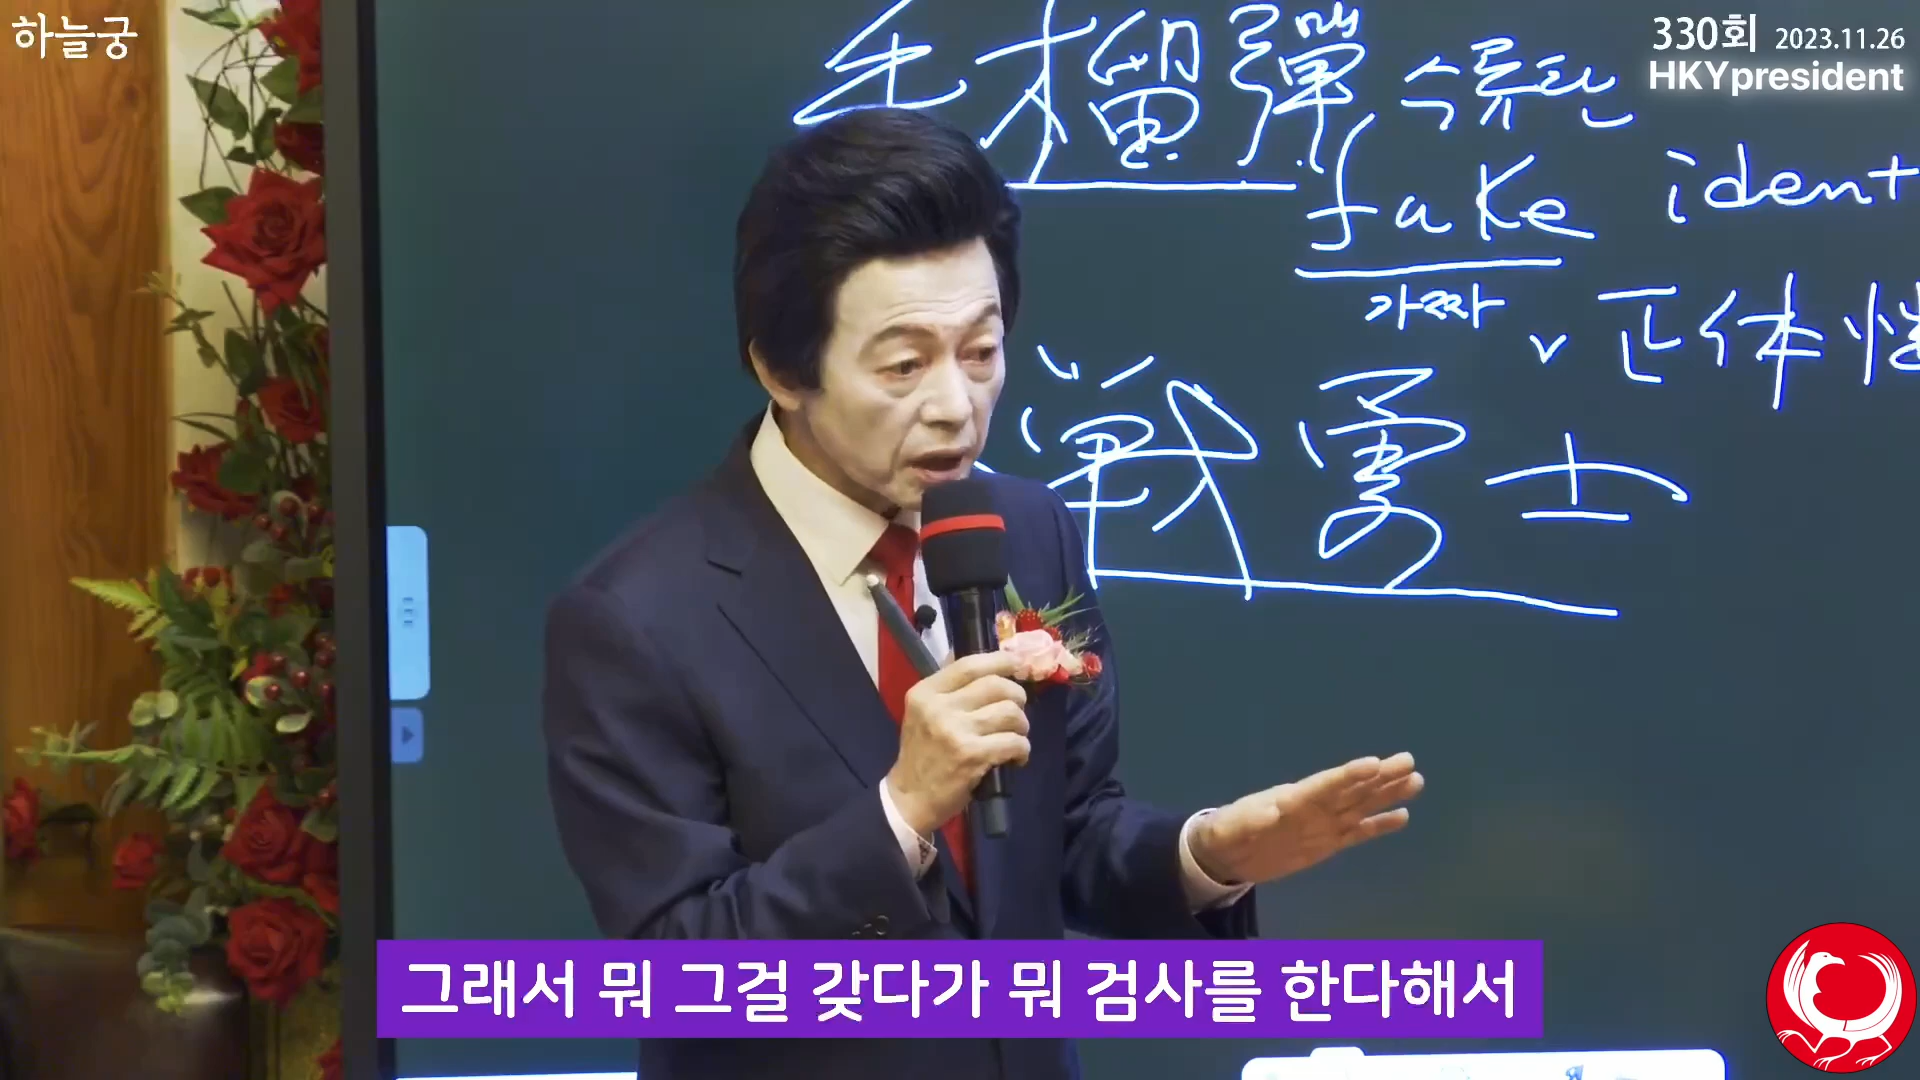 하늘궁
330회 2023.11.26
HKYpresident
手榴彈 수류탄
fake ident
가짜 正体性
戦勇士
그래서 뭐 그걸 갖다가 뭐 검사를 한다해서